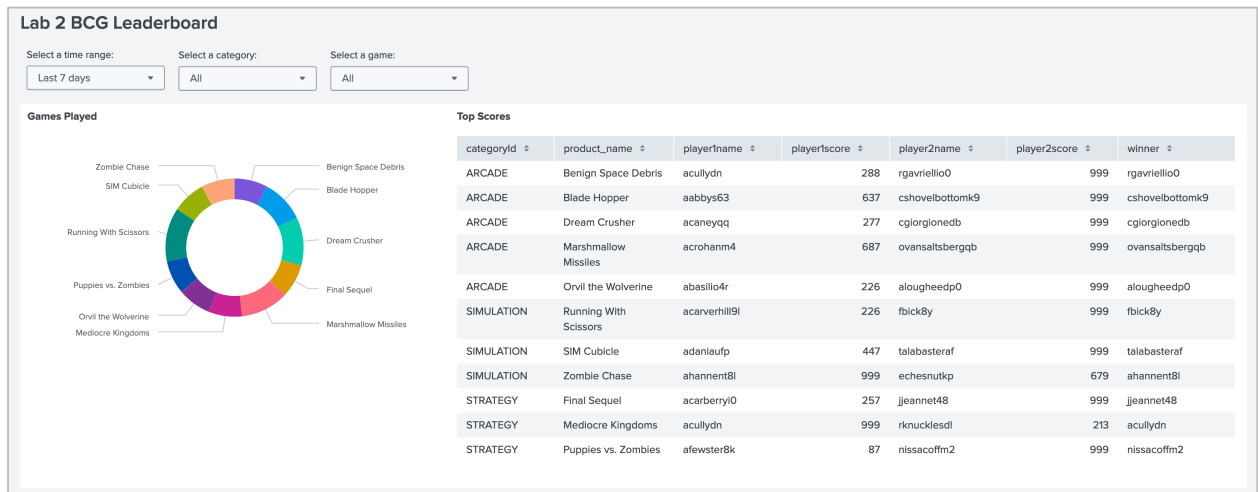 Lab 2 BCG Leaderboard
Select a time range:
Select a category:
Select a game:
Last 7 days
All
All
Games Played
Zombie Chase
SIM Cubicle
Running With Scissors
Puppies vs. Zombies
Orvil the Wolverine
Mediocre Kingdoms
Benign Space Debris
Blade Hopper
Dream Crusher
Final Sequel
Marshmallow Missiles
Top Scores
categoryId product_name player1name player1score player2name player2score winner
ARCADE Benign Space Debris acullydn 288 rgavriellio0 999 rgavriellio0
ARCADE Blade Hopper aabbys63 637 cshovelbottomk9 999 cshovelbottomk9
ARCADE Dream Crusher acaneyqq 277 cgiorgionedb 999 cgiorgionedb
ARCADE Marshmallow acrohanm4 687 ovansaltsbergqb 999 ovansaltsbergqb
Missiles
ARCADE Orvil the Wolverine abasilio4r 226 alougheedp0 999 alougheedp0
SIMULATION Running With acarverhill9l 226 fbick8y 999 fbick8y
Scissors
SIMULATION SIM Cubicle adaniaufp 447 talabasteraf 999 talabasteraf
SIMULATION Zombie Chase ahannent8l 999 echesnutkp 679 ahannent8l
STRATEGY Final Sequel acarberryi0 257 jjeannet48 999 jjeannet48
STRATEGY Mediocre Kingdoms acullydn 999 rknucklesdl 213 acullydn
STRATEGY Puppies vs. Zombies afewster8k 87 nissacoffm2 999 nissacoffm2